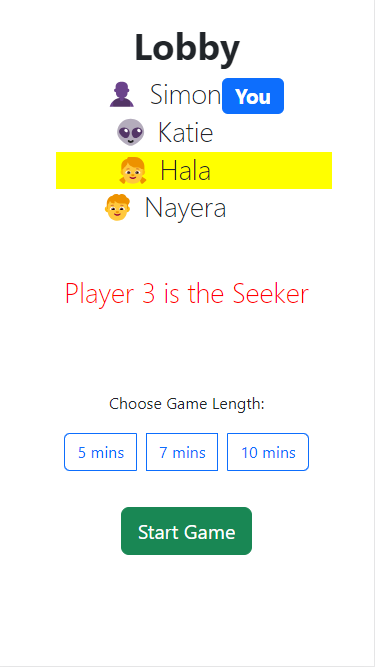 Lobby
Simon You
Katie
Hala
Nayera
Player 3 is the Seeker
Choose Game Length:
5 mins 7 mins 10 mins
Start Game